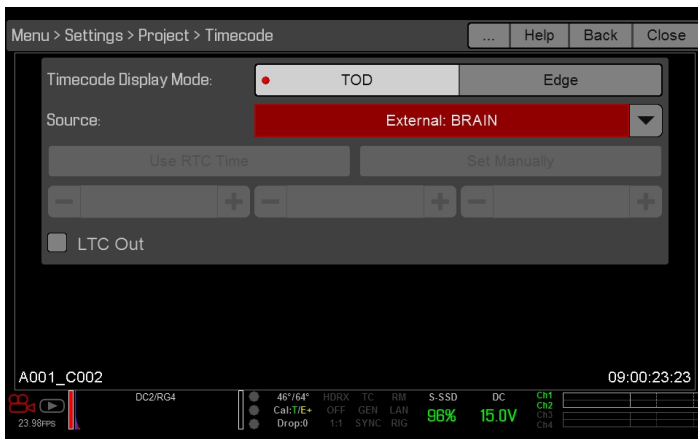 Menu > Settings > Project > Timecode ... Help Back Close
Timecode Display Mode: TOD Edge
Source: External: BRAIN
Use RTC Time Set Manually
LTC Out
A001_C002 09:00:23:23
DC2/RG4 46°/64° HDRX TC RM S-SSD DC Ch1
Cal:T/E+ OFF GEN LAN 96% 15.0V Ch2
23.98FPS Drop:0 1:1 SYNC RIG Ch3
Ch4